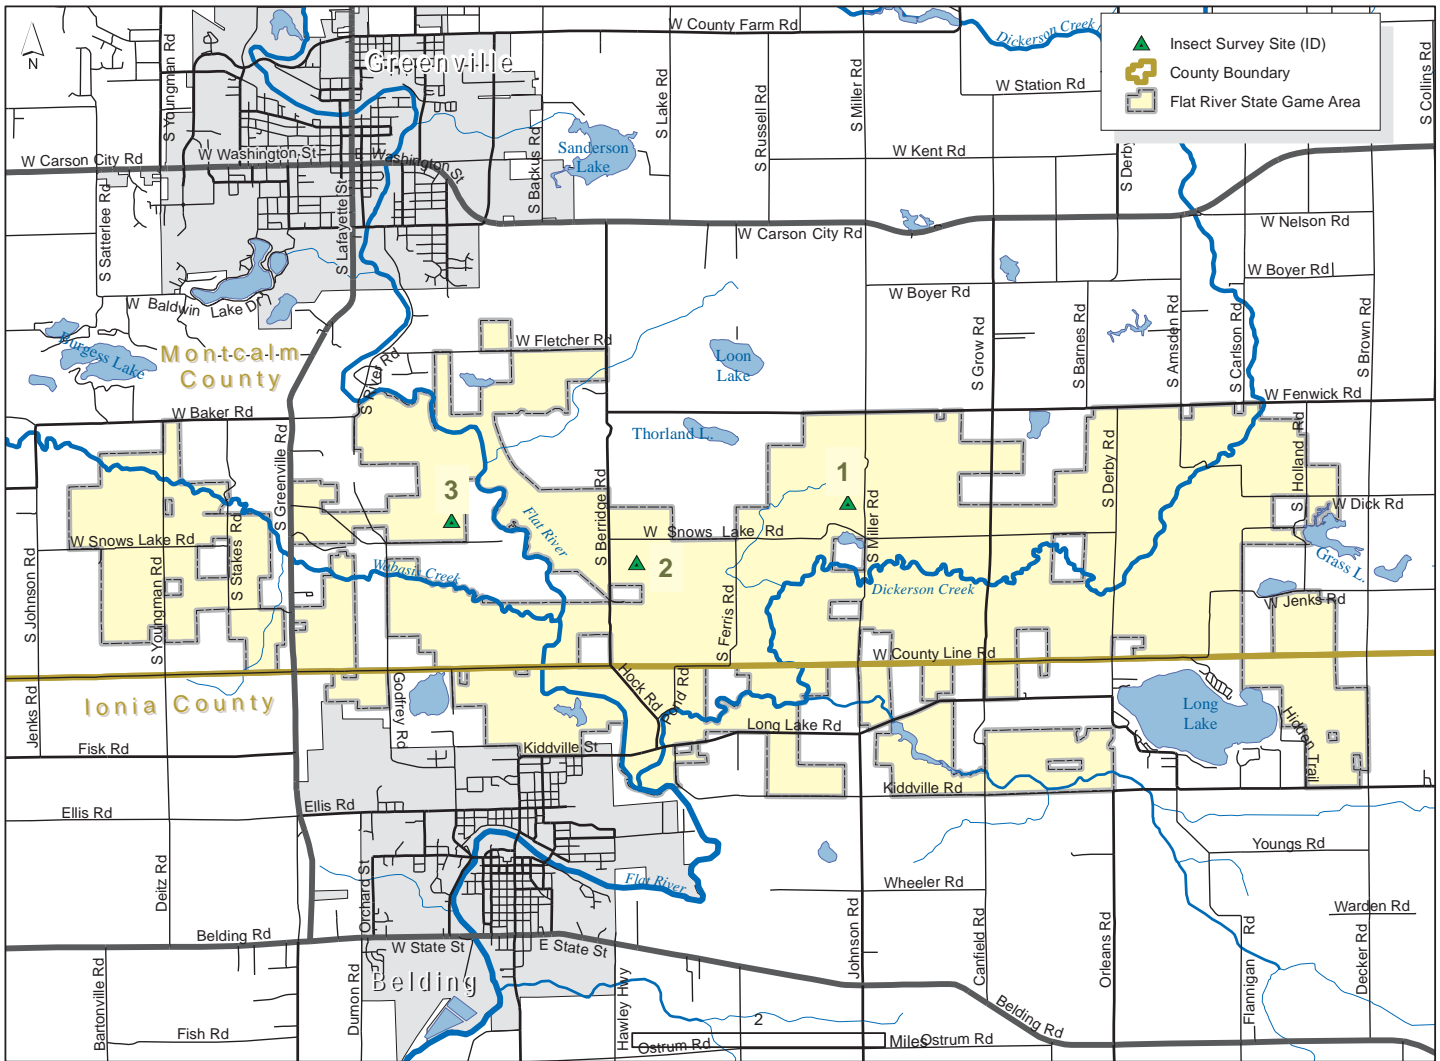 W County Farm Rd
Dickerson Creek
Insect Survey Site (ID)
County Boundary
Flat River State Game Area
N
Greenville
S Youngman Rd
S Lake Rd
S Russell Rd
S Miller Rd
W Station Rd
S Collins Rd
W Carson City Rd
W Washington St
Washington St
S Backus Rd
Sanderson
Lake
W Kent Rd
S Derby
S Satterlee Rd
S Lafayette St
W Carson City Rd
W Nelson Rd
W Boyer Rd
W Boyer Rd
W Baldwin Lake Dr
Burgess Lake
Montcalm
County
S River Rd
W Fletcher Rd
Loon
Lake
S Grow Rd
S Barnes Rd
S Amsden Rd
S Carlson Rd
S Brown Rd
W Fenwick Rd
W Baker Rd
Thorland L.
S Greenville Rd
S Berridge Rd
S Derby Rd
S Holland Rd
1
3
2
W Dick Rd
Flat River
W Snows Lake Rd
S Miller Rd
W Snows Lake Rd
S Stakes Rd
S Johnson Rd
S Youngman Rd
Wabasis Creek
Dickerson Creek
Grass L.
W Jenks Rd
S Ferris Rd
W County Line Rd
Ionia County
Jenks Rd
Godfrey Rd
Hock Rd
Pond Rd
Long Lake Rd
Long
Lake
Hidden Trail
Fisk Rd
Kiddville St
Kiddville Rd
Ellis Rd
Ellis Rd
Youngs Rd
Deitz Rd
Orchard St
Flat River
Wheeler Rd
Warden Rd
Belding Rd
W State St
E State St
Johnson Rd
Canfield Rd
Orleans Rd
Flannigan Rd
Decker Rd
Belding
Bartonville Rd
Dumon Rd
Hawley Hwy
Belding Rd
Fish Rd
2
Miles
Ostrum Rd
Ostrum Rd